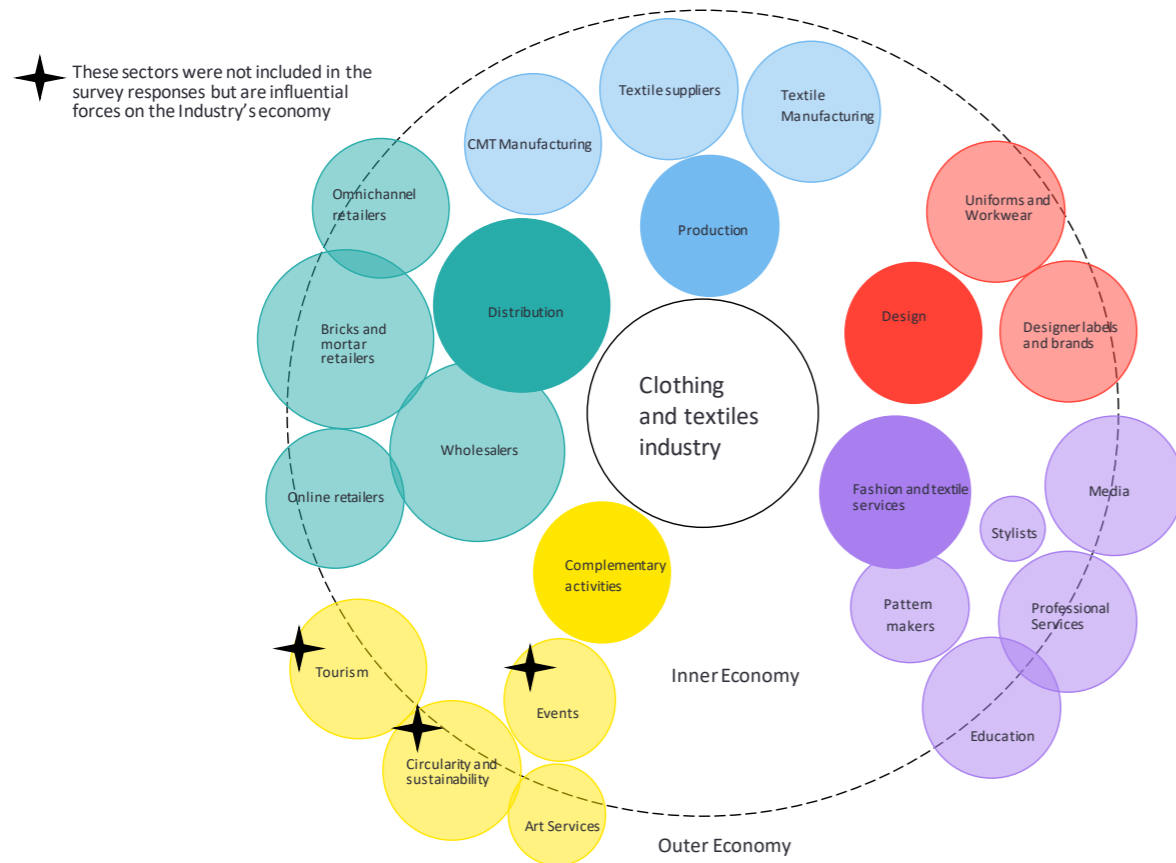 These sectors were not included in the
survey responses but are influential
forces on the Industry's economy
Textile suppliers
Textile
Manufacturing
CMT Manufacturing
Omnichannel
retailers
Uniforms and
Workwear
Production
Distribution
Design
Bricks and
mortar
retailers
Designer labels
and brands
Clothing
and textiles
industry
Wholesalers
Online retailers
Fashion and textile
services
Media
Stylists
Complementary
activities
Pattern
makers
Professional
Services
Tourism
Inner Economy
Events
Education
Circularity and
sustainability
Art Services
Outer Economy